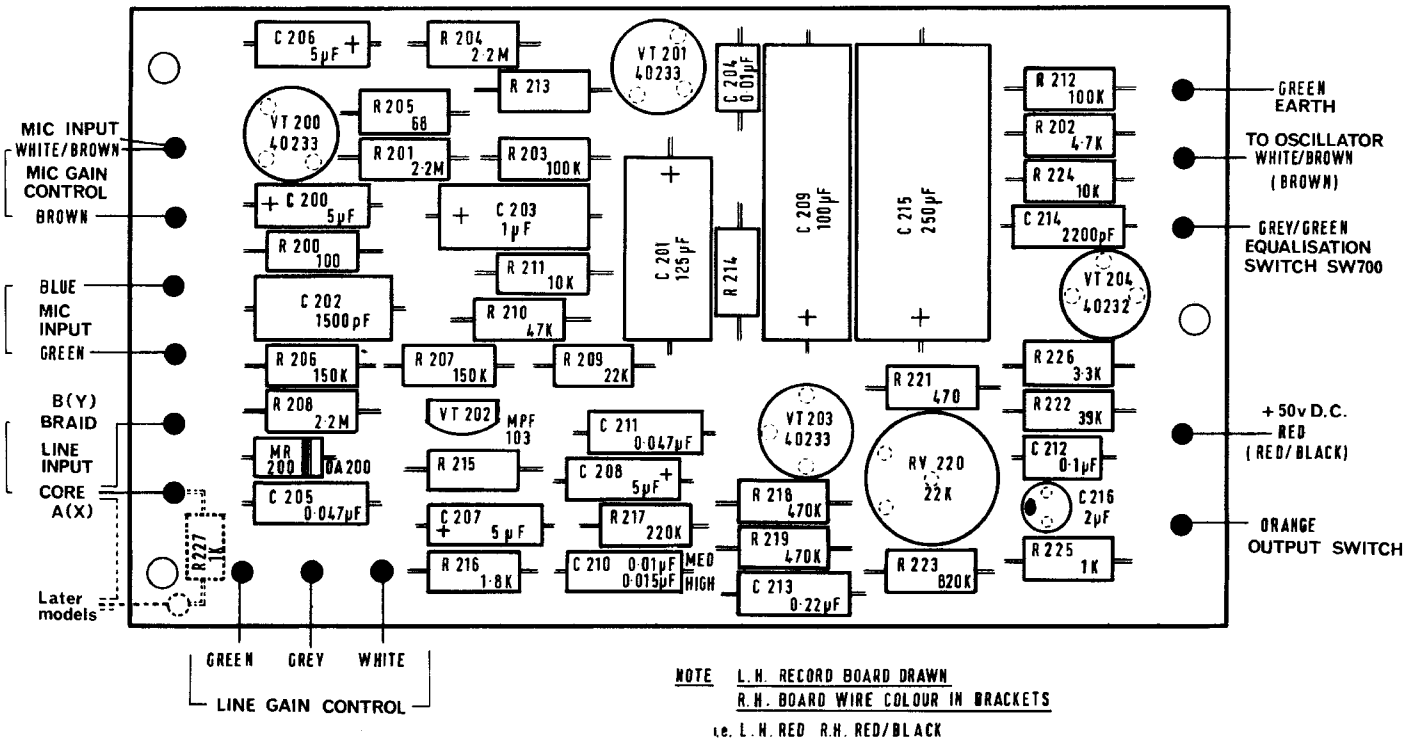 C 206
5µF +
R 204
2·2M
VT 201
40233
C 204
0·01µF
R 213
R 212
100K
GREEN
EARTH
VT 200
40233
R 205
68
R 202
4·7K
MIC INPUT
WHITE/BROWN
R 201
2·2M
R 203
100K
TO OSCILLATOR
WHITE/BROWN
(BROWN)
MIC GAIN
CONTROL
BROWN
R 224
10K
+ C 200
5µF
+ C 203
1µF
+
C 201
125µF
R 214
C 209
100µF
+
C 215
250µF
+
C 214
2200pF
GREY/GREEN
EQUALISATION
SWITCH SW700
R 200
100
R 211
10K
VT 204
40232
BLUE
MIC
INPUT
GREEN
C 202
1500pF
R 210
47K
R 206
150K
R 207
150K
R 209
22K
R 226
3·3K
R 221
470
B(Y)
BRAID
LINE
INPUT
CORE
A(X)
R 208
2·2M
VT 202
MPF
103
C 211
0·047µF
VT 203
40233
R 222
39K
+50v D.C.
RED
(RED/BLACK)
MR
200
OA200
R 215
C 208
5µF +
RV 220
22K
C 212
0·1µF
C 205
0·047µF
R 218
470K
C 216
2µF
R227
1K
C 207
+ 5µF
R 217
220K
R 219
470K
ORANGE
OUTPUT SWITCH
R 216
1·8K
C 210 0·01µF MED
0·015µF HIGH
R 223
820K
R 225
1K
C 213
0·22µF
Later
models
GREEN GREY WHITE
LINE GAIN CONTROL
NOTE L.H. RECORD BOARD DRAWN
R.H. BOARD WIRE COLOUR IN BRACKETS
i.e. L.H. RED R.H. RED/BLACK